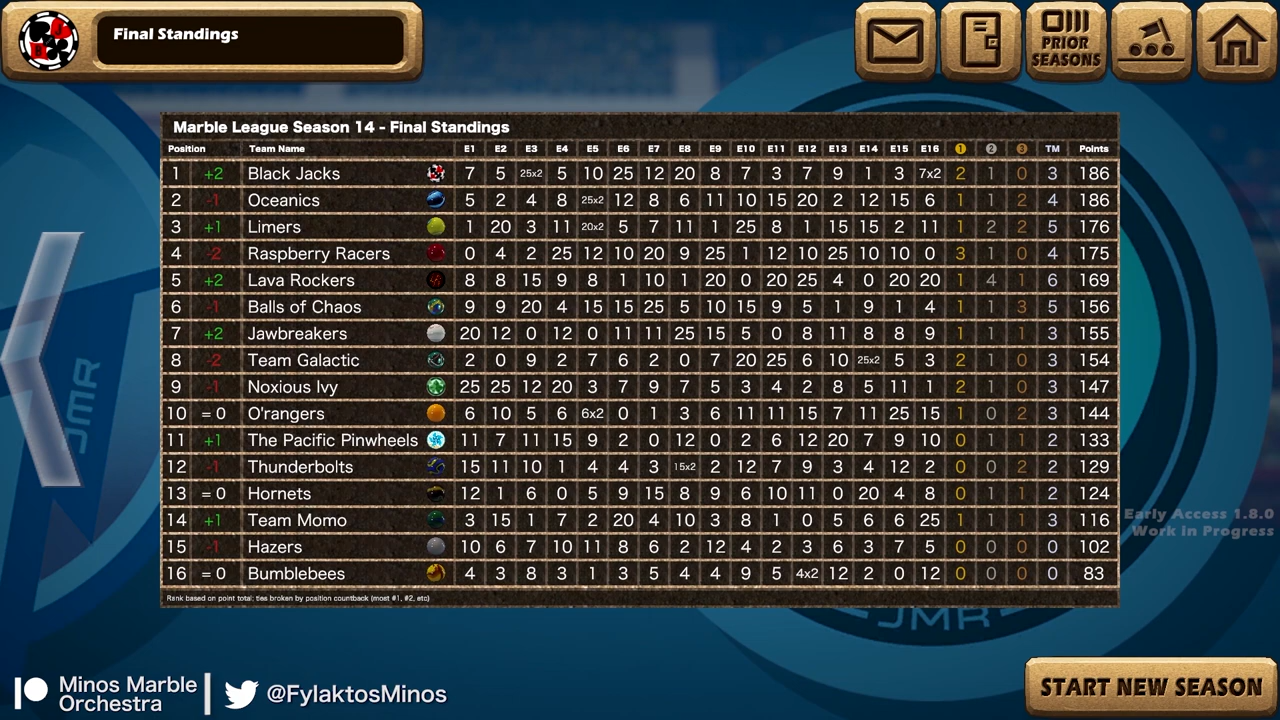 Final Standings
PRIOR SEASONS
Marble League Season 14 - Final Standings
Position Team Name E1 E2 E3 E4 E5 E6 E7 E8 E9 E10 E11 E12 E13 E14 E15 E16 1 2 3 TM Points
1 +2 Black Jacks 7 5 25x2 5 10 25 12 20 8 7 3 7 9 1 3 7x2 2 1 0 3 186
2 -1 Oceanics 5 2 4 8 25x2 12 8 6 11 10 15 20 2 12 15 6 1 1 2 4 186
3 +1 Limers 1 20 3 11 20x2 5 7 11 1 25 8 1 15 15 2 11 1 2 2 5 176
4 -2 Raspberry Racers 0 4 2 25 12 10 20 9 25 1 12 10 25 10 10 0 3 1 0 4 175
5 +2 Lava Rockers 8 8 15 9 8 1 10 1 20 0 20 25 4 0 20 20 1 4 1 6 169
6 -1 Balls of Chaos 9 9 20 4 15 15 25 5 10 15 9 5 1 9 1 4 1 1 3 5 156
7 +2 Jawbreakers 20 12 0 12 0 11 11 25 15 5 0 8 11 8 8 9 1 1 1 3 155
8 -2 Team Galactic 2 0 9 2 7 6 2 0 7 20 25 6 10 25x2 5 3 2 1 0 3 154
9 -1 Noxious Ivy 25 25 12 20 3 7 9 7 5 3 4 2 8 5 11 1 2 1 0 3 147
10 = 0 O'rangers 6 10 5 6 6x2 0 1 3 6 11 11 15 7 11 25 15 1 0 2 3 144
11 +1 The Pacific Pinwheels 11 7 11 15 9 2 0 12 0 2 6 12 20 7 9 10 0 1 1 2 133
12 -1 Thunderbolts 15 11 10 1 4 4 3 15x2 2 12 7 9 3 4 12 2 0 0 2 2 129
13 = 0 Hornets 12 1 6 0 5 9 15 8 9 6 10 11 0 20 4 8 0 1 1 2 124
14 +1 Team Momo 3 15 1 7 2 20 4 10 3 8 1 0 5 6 6 25 1 1 1 3 116
15 -1 Hazers 10 6 7 10 11 8 6 2 12 4 2 3 6 3 7 5 0 0 0 0 102
16 = 0 Bumblebees 4 3 8 3 1 3 5 4 4 9 5 4x2 12 2 0 12 0 0 0 0 83
Rank based on point total; ties broken by position countback (most #1, #2, etc)
JMR
Early Access 1.8.0
Work in Progress
JMR
Minos Marble
Orchestra
@FylaktosMinos
START NEW SEASON